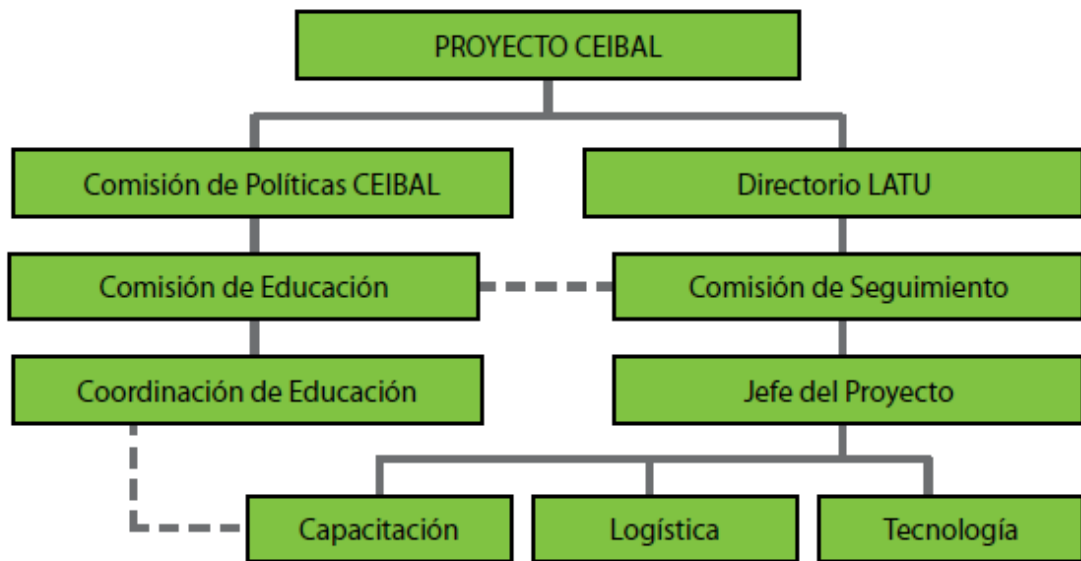 PROYECTO CEIBAL
Comisión de Políticas CEIBAL
Directorio LATU
Comisión de Educación
Comisión de Seguimiento
Coordinación de Educación
Jefe del Proyecto
Capacitación
Logística
Tecnología